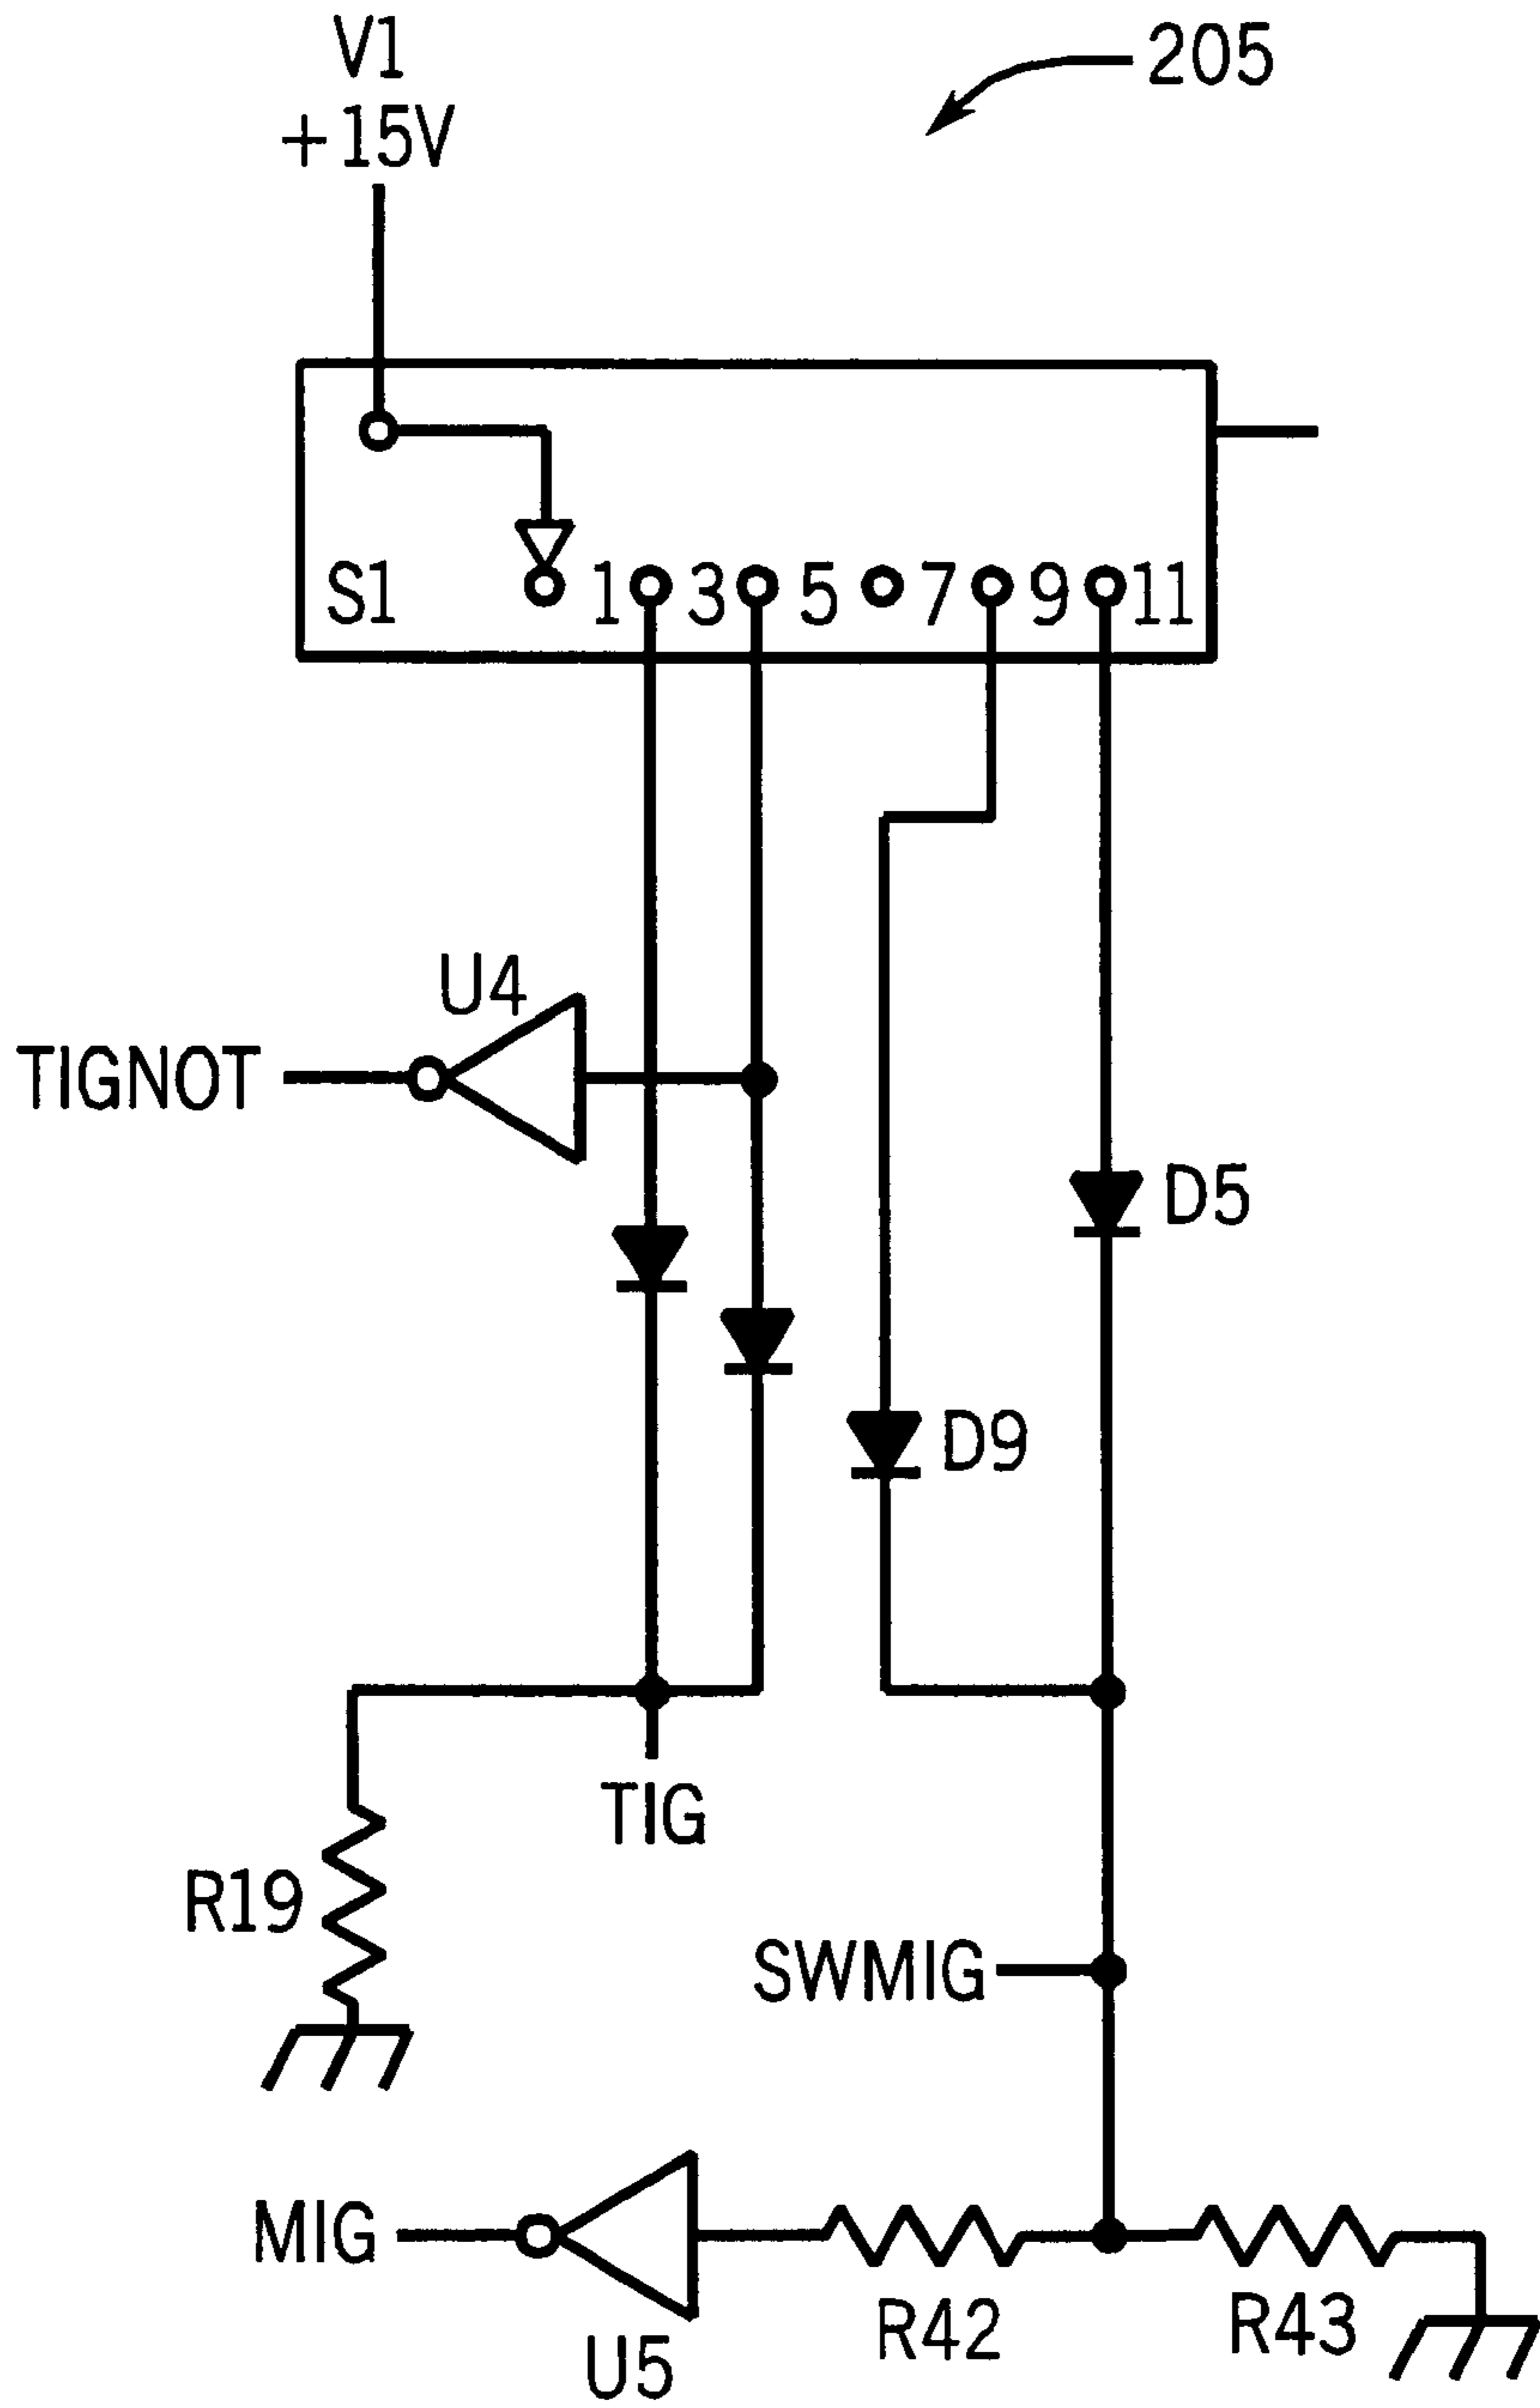 V1
+15V
205
S1 1 3 5 7 9 11
U4
TIGNOT
D5
D9
TIG
R19
SWMIG
MIG
U5
R42
R43